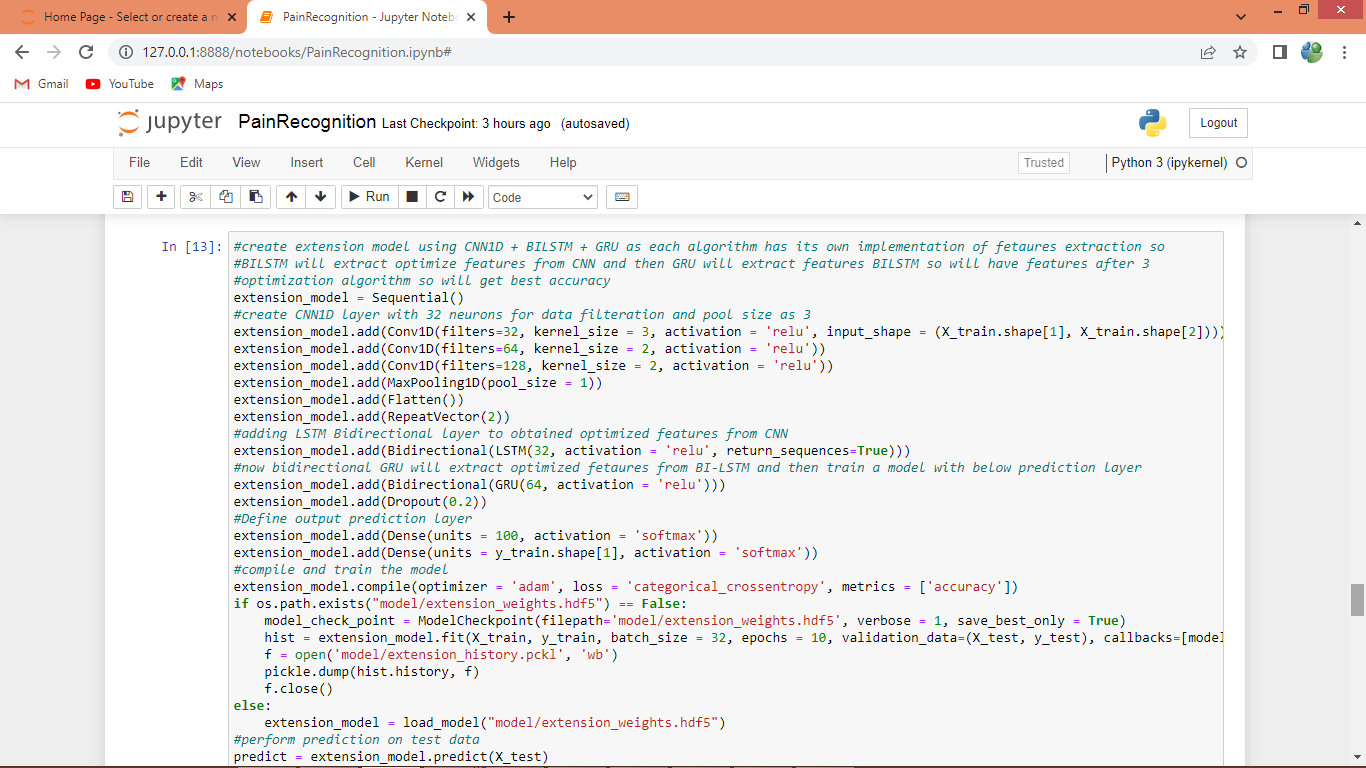 Home Page - Select or create a n
PainRecognition - Jupyter Notebo
127.0.0.1:8888/notebooks/PainRecognition.ipynb#
Gmail
YouTube
Maps
jupyter
PainRecognition Last Checkpoint: 3 hours ago (autosaved)
Logout
File Edit View Insert Cell Kernel Widgets Help
Trusted
Python 3 (ipykernel)
Run
Code
In [13]:
#create extension model using CNN1D + BILSTM + GRU as each algorithm has its own implementation of fetaures extraction so
#BILSTM will extract optimize features from CNN and then GRU will extract features BILSTM so will have features after 3
#optimization algorithm so will get best accuracy
extension_model = Sequential()
#create CNN1D layer with 32 neurons for data filteration and pool size as 3
extension_model.add(Conv1D(filters=32, kernel_size = 3, activation = 'relu', input_shape = (X_train.shape[1], X_train.shape[2])))
extension_model.add(Conv1D(filters=64, kernel_size = 2, activation = 'relu'))
extension_model.add(Conv1D(filters=128, kernel_size = 2, activation = 'relu'))
extension_model.add(MaxPooling1D(pool_size = 1))
extension_model.add(Flatten())
extension_model.add(RepeatVector(2))
#adding LSTM Bidirectional layer to obtained optimized features from CNN
extension_model.add(Bidirectional(LSTM(32, activation = 'relu', return_sequences=True)))
#now bidirectional GRU will extract optimized fetaures from BI-LSTM and then train a model with below prediction layer
extension_model.add(Bidirectional(GRU(64, activation = 'relu')))
extension_model.add(Dropout(0.2))
#Define output prediction layer
extension_model.add(Dense(units = 100, activation = 'softmax'))
extension_model.add(Dense(units = y_train.shape[1], activation = 'softmax'))
#compile and train the model
extension_model.compile(optimizer = 'adam', loss = 'categorical_crossentropy', metrics = ['accuracy'])
if os.path.exists("model/extension_weights.hdf5") == False:
    model_check_point = ModelCheckpoint(filepath='model/extension_weights.hdf5', verbose = 1, save_best_only = True)
    hist = extension_model.fit(X_train, y_train, batch_size = 32, epochs = 10, validation_data=(X_test, y_test), callbacks=[model
    f = open('model/extension_history.pckl', 'wb')
    pickle.dump(hist.history, f)
    f.close()
else:
    extension_model = load_model("model/extension_weights.hdf5")
#perform prediction on test data
predict = extension_model.predict(X_test)